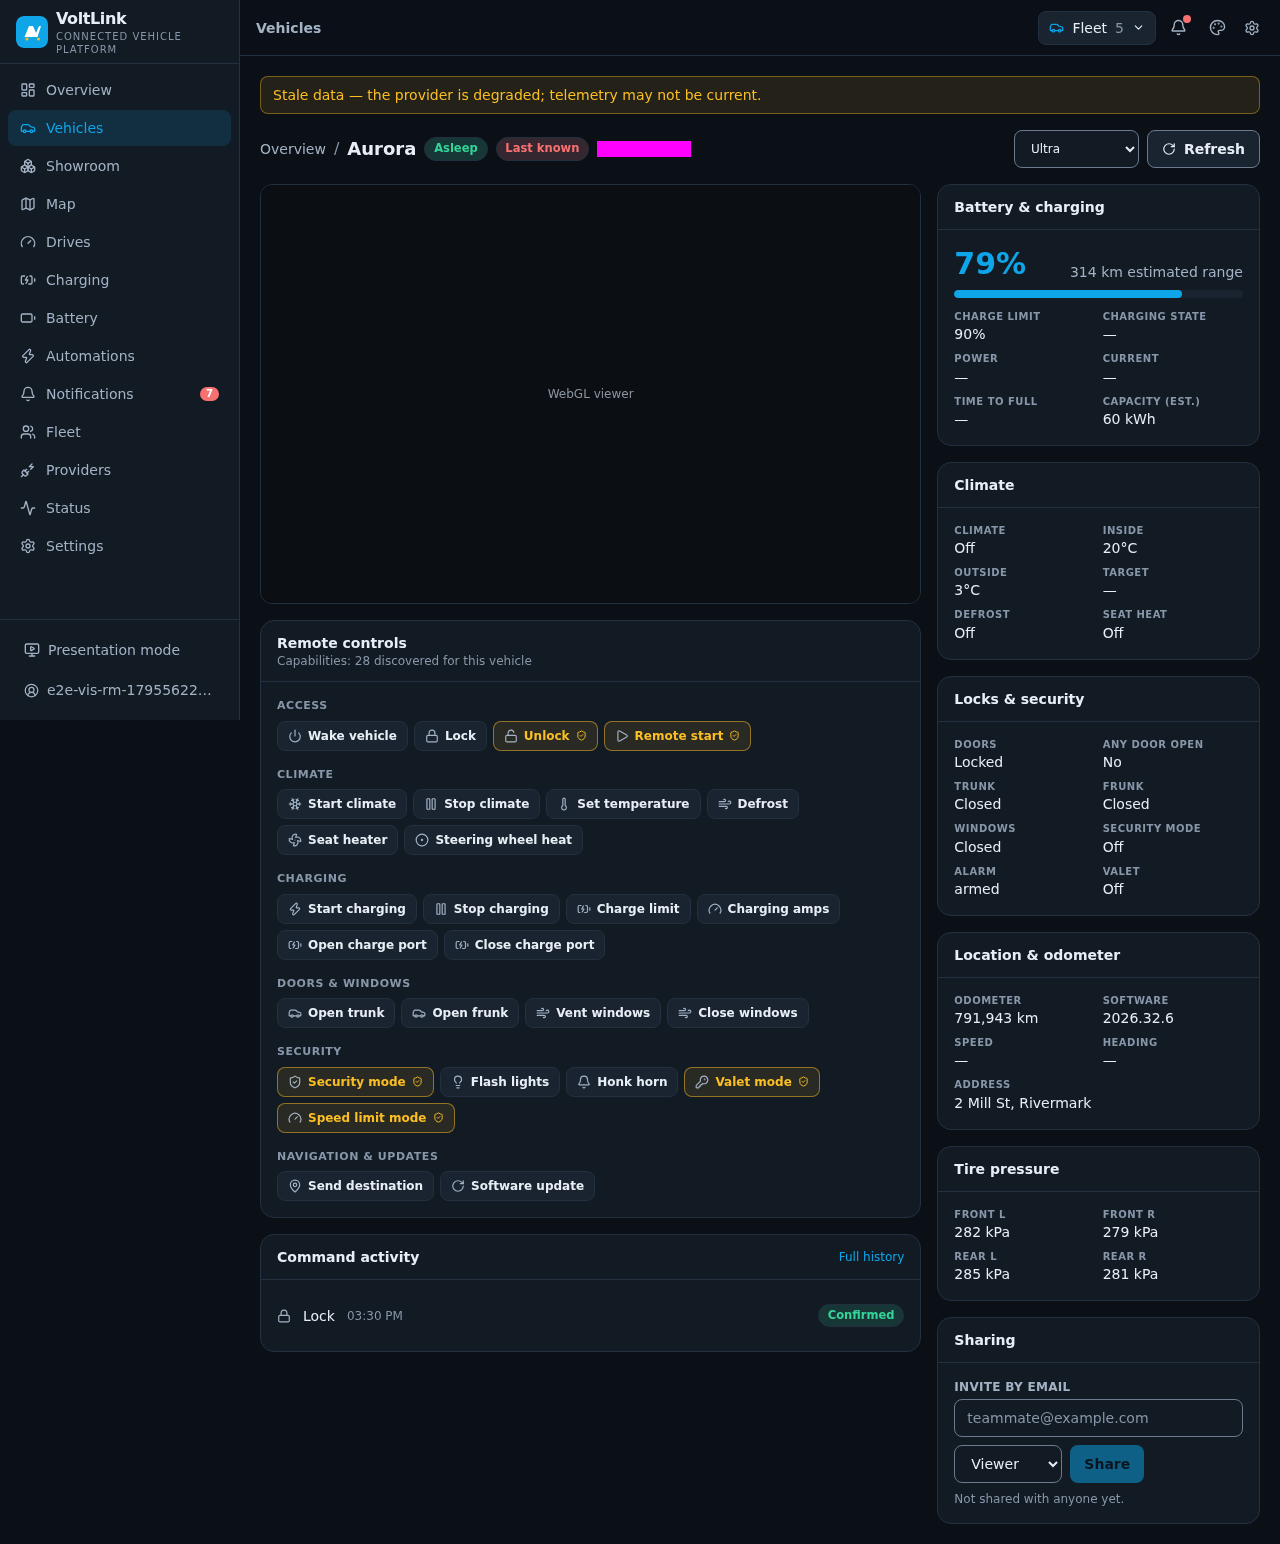 VoltLink
CONNECTED VEHICLE
PLATFORM
Overview
Vehicles
Showroom
Map
Drives
Charging
Battery
Automations
Notifications 7
Fleet
Providers
Status
Settings
Presentation mode
e2e-vis-rm-17955622…
Vehicles
Fleet 5
Stale data — the provider is degraded; telemetry may not be current.
Overview / Aurora Asleep Last known
Ultra
Refresh
WebGL viewer
Remote controls
Capabilities: 28 discovered for this vehicle
ACCESS
Wake vehicle Lock Unlock Remote start
CLIMATE
Start climate Stop climate Set temperature Defrost
Seat heater Steering wheel heat
CHARGING
Start charging Stop charging Charge limit Charging amps
Open charge port Close charge port
DOORS & WINDOWS
Open trunk Open frunk Vent windows Close windows
SECURITY
Security mode Flash lights Honk horn Valet mode
Speed limit mode
NAVIGATION & UPDATES
Send destination Software update
Command activity Full history
Lock 03:30 PM Confirmed
Battery & charging
79% 314 km estimated range
CHARGE LIMIT CHARGING STATE
90% —
POWER CURRENT
— —
TIME TO FULL CAPACITY (EST.)
— 60 kWh
Climate
CLIMATE INSIDE
Off 20°C
OUTSIDE TARGET
3°C —
DEFROST SEAT HEAT
Off Off
Locks & security
DOORS ANY DOOR OPEN
Locked No
TRUNK FRUNK
Closed Closed
WINDOWS SECURITY MODE
Closed Off
ALARM VALET
armed Off
Location & odometer
ODOMETER SOFTWARE
791,943 km 2026.32.6
SPEED HEADING
— —
ADDRESS
2 Mill St, Rivermark
Tire pressure
FRONT L FRONT R
282 kPa 279 kPa
REAR L REAR R
285 kPa 281 kPa
Sharing
INVITE BY EMAIL
teammate@example.com
Viewer Share
Not shared with anyone yet.